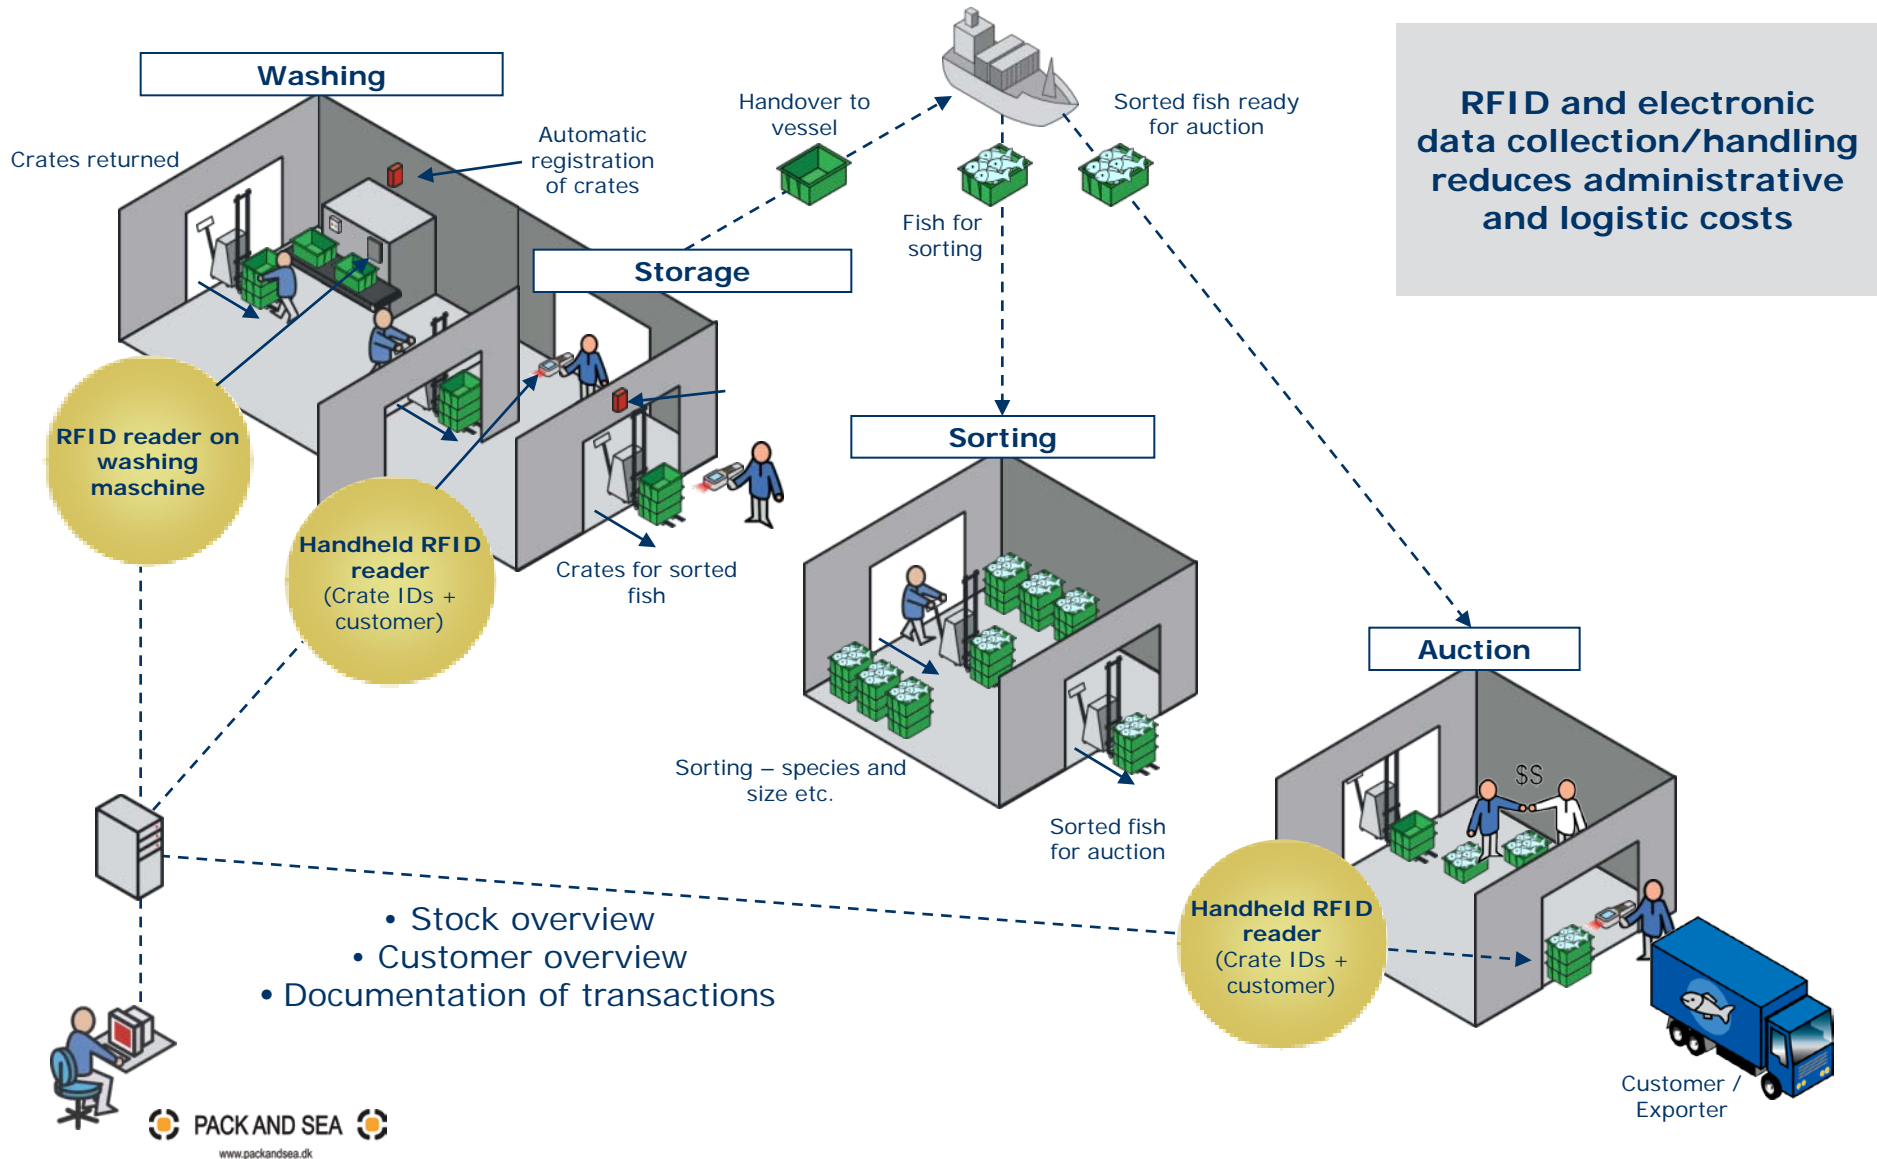 Washing
Crates returned
Automatic
registration
of crates
Handover to
vessel
Sorted fish ready
for auction
RFID and electronic
data collection/handling
reduces administrative
and logistic costs
Fish for
sorting
Storage
RFID reader on
washing
maschine
Handheld RFID
reader
(Crate IDs +
customer)
Crates for sorted
fish
Sorting
Sorting – species and
size etc.
Sorted fish
for auction
Auction
$S
Handheld RFID
reader
(Crate IDs +
customer)
• Stock overview
• Customer overview
• Documentation of transactions
Customer /
Exporter
PACK AND SEA
www.packandsea.dk